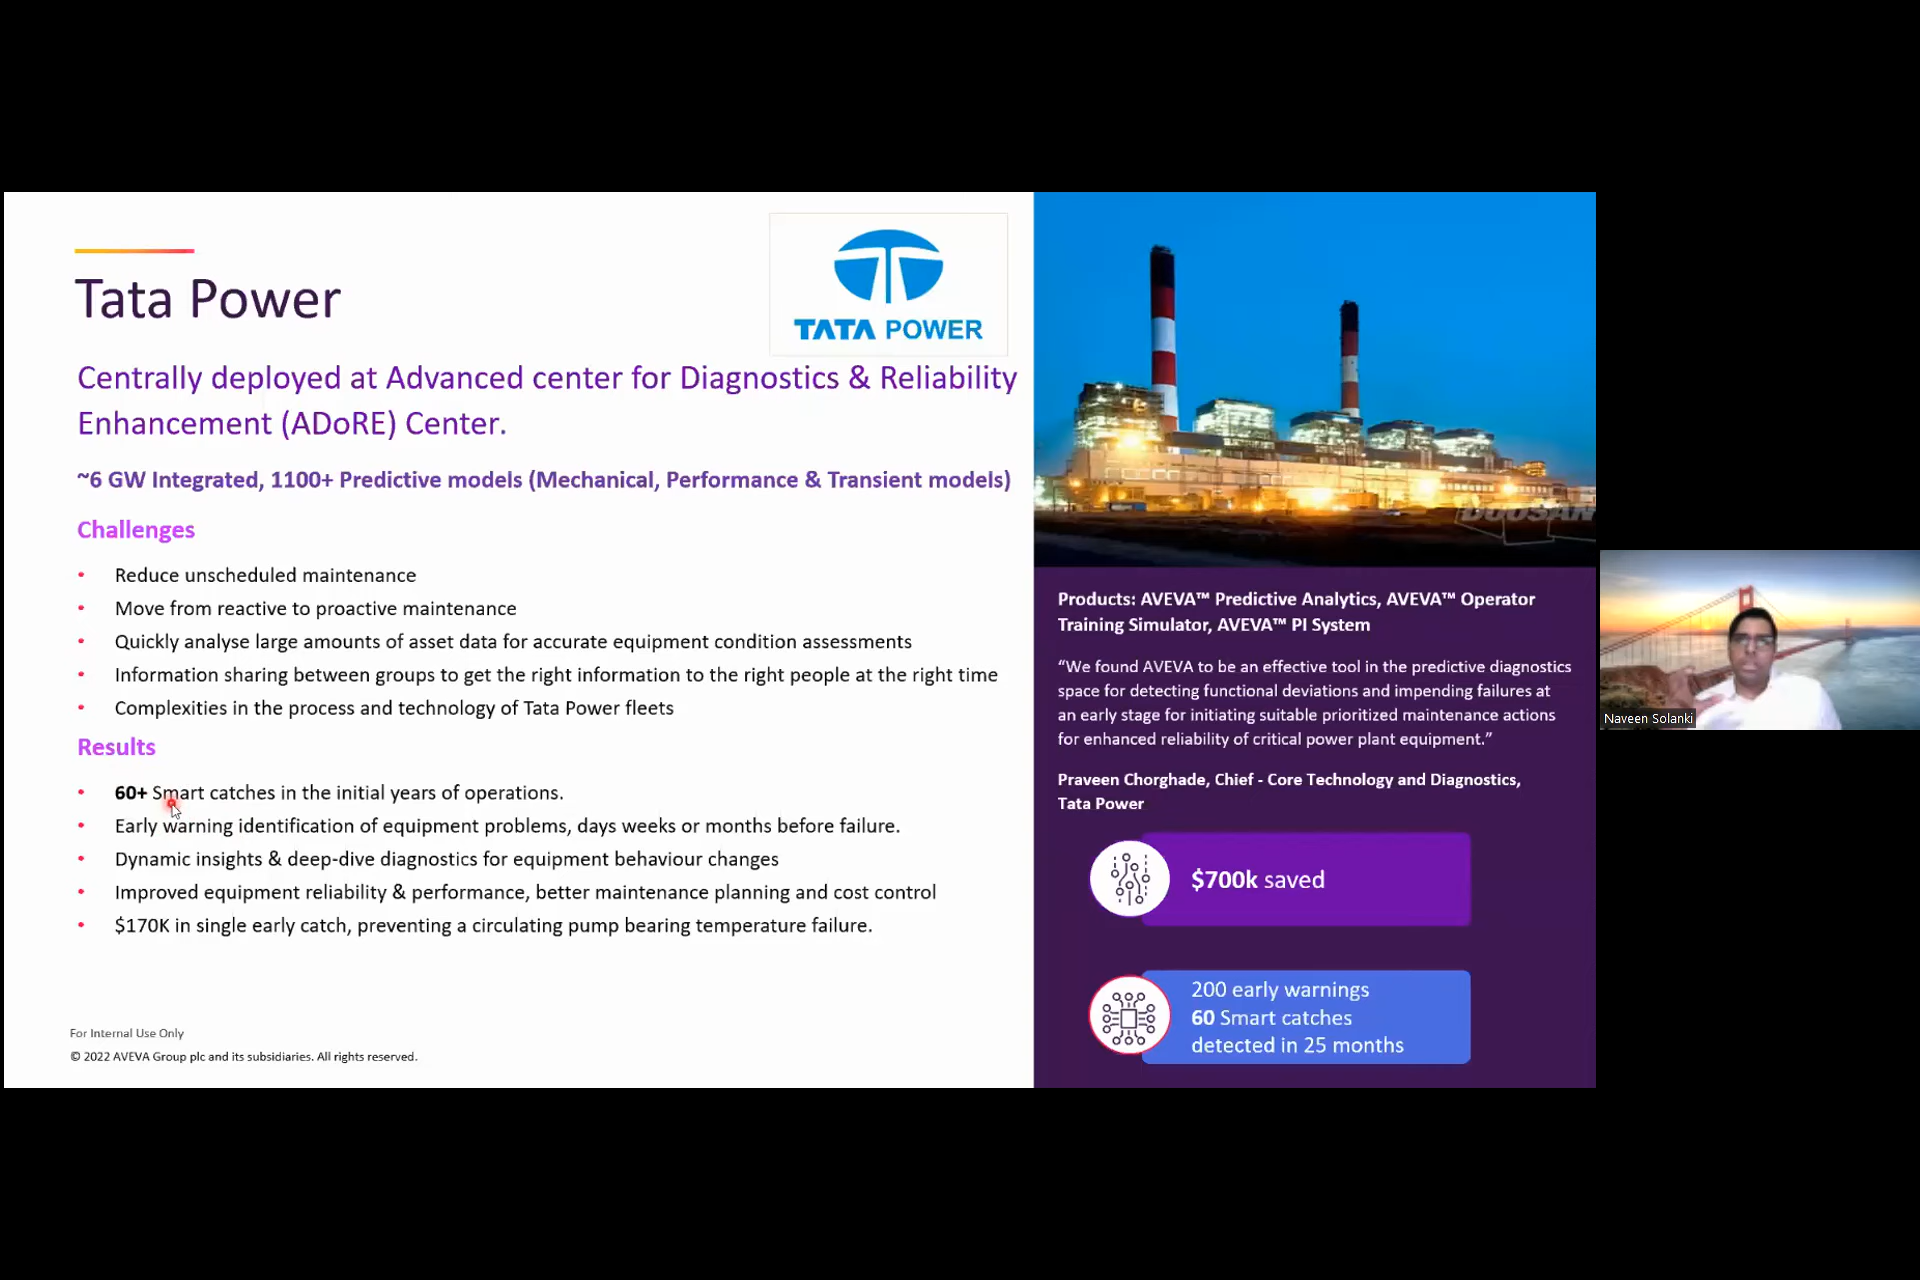 Tata Power
TATA POWER
Centrally deployed at Advanced center for Diagnostics & Reliability
Enhancement (ADoRE) Center.
~6 GW Integrated, 1100+ Predictive models (Mechanical, Performance & Transient models)
Challenges
• Reduce unscheduled maintenance
• Move from reactive to proactive maintenance
• Quickly analyse large amounts of asset data for accurate equipment condition assessments
• Information sharing between groups to get the right information to the right people at the right time
• Complexities in the process and technology of Tata Power fleets
Results
• 60+ Smart catches in the initial years of operations.
• Early warning identification of equipment problems, days weeks or months before failure.
• Dynamic insights & deep-dive diagnostics for equipment behaviour changes
• Improved equipment reliability & performance, better maintenance planning and cost control
• $170K in single early catch, preventing a circulating pump bearing temperature failure.
For Internal Use Only
© 2022 AVEVA Group plc and its subsidiaries. All rights reserved.
DOOSAN
Products: AVEVA™ Predictive Analytics, AVEVA™ Operator
Training Simulator, AVEVA™ PI System
“We found AVEVA to be an effective tool in the predictive diagnostics
space for detecting functional deviations and impending failures at
an early stage for initiating suitable prioritized maintenance actions
for enhanced reliability of critical power plant equipment.”
Praveen Chorghade, Chief - Core Technology and Diagnostics,
Tata Power
$700k saved
200 early warnings
60 Smart catches
detected in 25 months
Naveen Solanki